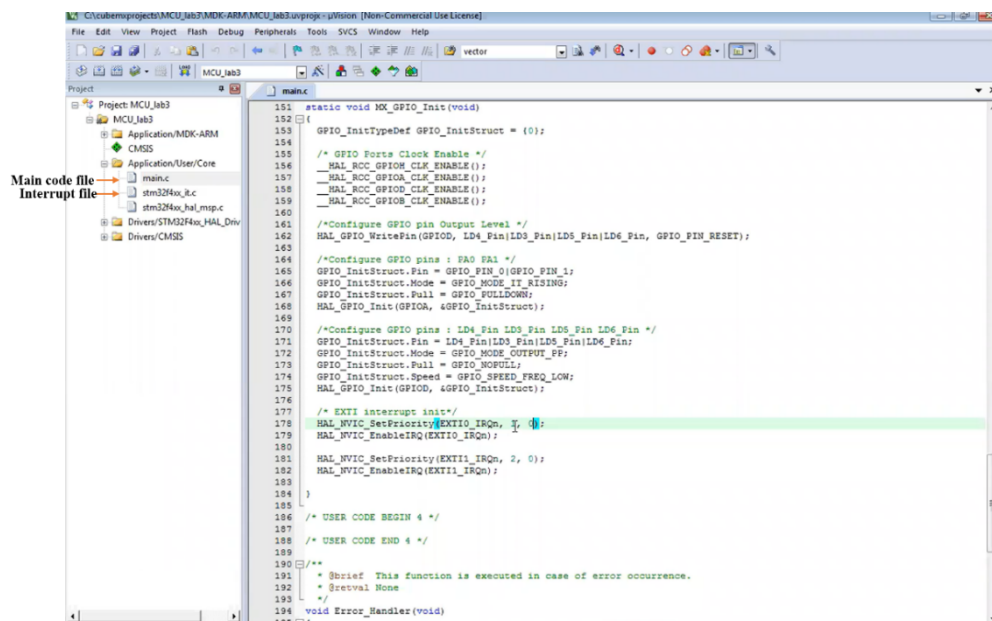 C:\cubemxprojects\MCU_lab3\MDK-ARM\MCU_lab3.uvprojx - µVision [Non-Commercial Use License]
File Edit View Project Flash Debug Peripherals Tools SVCS Window Help
vector
MCU_lab3
Project
main.c
Project: MCU_lab3
MCU_lab3
Application/MDK-ARM
CMSIS
Application/User/Core
Main code file
main.c
Interrupt file
stm32f4xx_it.c
stm32f4xx_hal_msp.c
Drivers/STM32F4xx_HAL_Driv
Drivers/CMSIS
151 static void MX_GPIO_Init(void)
152 {
153 GPIO_InitTypeDef GPIO_InitStruct = {0};
154
155 /* GPIO Ports Clock Enable */
156 __HAL_RCC_GPIOH_CLK_ENABLE();
157 __HAL_RCC_GPIOA_CLK_ENABLE();
158 __HAL_RCC_GPIOD_CLK_ENABLE();
159 __HAL_RCC_GPIOB_CLK_ENABLE();
160
161 /*Configure GPIO pin Output Level */
162 HAL_GPIO_WritePin(GPIOD, LD4_Pin|LD3_Pin|LD5_Pin|LD6_Pin, GPIO_PIN_RESET);
163
164 /*Configure GPIO pins : PA0 PA1 */
165 GPIO_InitStruct.Pin = GPIO_PIN_0|GPIO_PIN_1;
166 GPIO_InitStruct.Mode = GPIO_MODE_IT_RISING;
167 GPIO_InitStruct.Pull = GPIO_PULLDOWN;
168 HAL_GPIO_Init(GPIOA, &GPIO_InitStruct);
169
170 /*Configure GPIO pins : LD4_Pin LD3_Pin LD5_Pin LD6_Pin */
171 GPIO_InitStruct.Pin = LD4_Pin|LD3_Pin|LD5_Pin|LD6_Pin;
172 GPIO_InitStruct.Mode = GPIO_MODE_OUTPUT_PP;
173 GPIO_InitStruct.Pull = GPIO_NOPULL;
174 GPIO_InitStruct.Speed = GPIO_SPEED_FREQ_LOW;
175 HAL_GPIO_Init(GPIOD, &GPIO_InitStruct);
176
177 /* EXTI interrupt init*/
178 HAL_NVIC_SetPriority(EXTI0_IRQn, , 0);
179 HAL_NVIC_EnableIRQ(EXTI0_IRQn);
180
181 HAL_NVIC_SetPriority(EXTI1_IRQn, 2, 0);
182 HAL_NVIC_EnableIRQ(EXTI1_IRQn);
183
184 }
185
186 /* USER CODE BEGIN 4 */
187
188 /* USER CODE END 4 */
189
190 /**
191 * @brief This function is executed in case of error occurrence.
192 * @retval None
193 */
194 void Error_Handler(void)